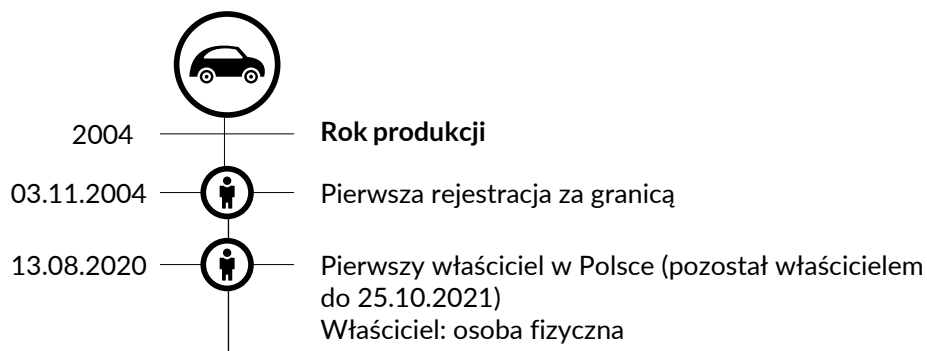 2004 Rok produkcji
03.11.2004 Pierwsza rejestracja za granicą
13.08.2020 Pierwszy właściciel w Polsce (pozostał właścicielem
do 25.10.2021)
Właściciel: osoba fizyczna